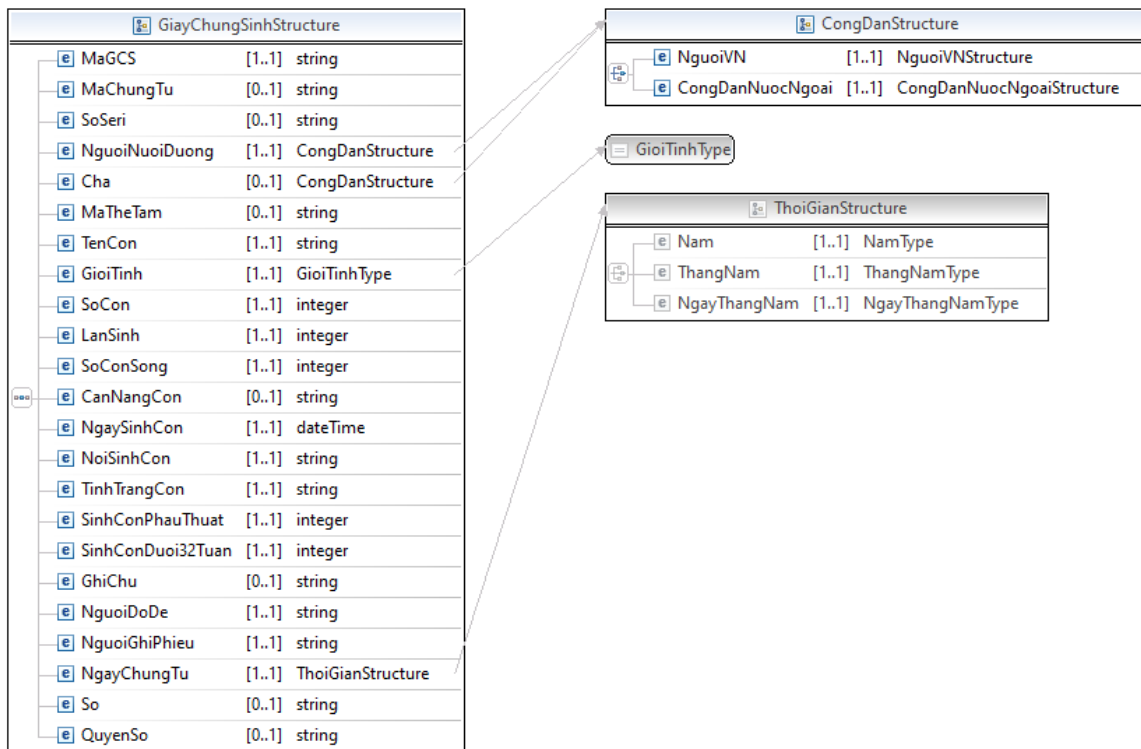 GiayChungSinhStructure
MaGCS [1..1] string
MaChungTu [0..1] string
SoSeri [0..1] string
NguoiNuoiDuong [1..1] CongDanStructure
Cha [0..1] CongDanStructure
MaTheTam [0..1] string
TenCon [1..1] string
GioiTinh [1..1] GioiTinhType
SoCon [1..1] integer
LanSinh [1..1] integer
SoConSong [1..1] integer
CanNangCon [0..1] string
NgaySinhCon [1..1] dateTime
NoiSinhCon [1..1] string
TinhTrangCon [1..1] string
SinhConPhauThuat [1..1] integer
SinhConDuoi32Tuan [1..1] integer
GhiChu [0..1] string
NguoiDoDe [1..1] string
NguoiGhiPhieu [1..1] string
NgayChungTu [1..1] ThoiGianStructure
So [0..1] string
QuyenSo [0..1] string
CongDanStructure
NguoiVN [1..1] NguoiVNStructure
CongDanNuocNgoai [1..1] CongDanNuocNgoaiStructure
GioiTinhType
ThoiGianStructure
Nam [1..1] NamType
ThangNam [1..1] ThangNamType
NgayThangNam [1..1] NgayThangNamType